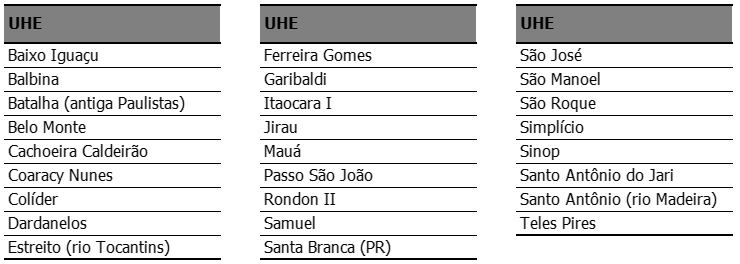 UHE
Baixo Iguaçu
Balbina
Batalha (antiga Paulistas)
Belo Monte
Cachoeira Caldeirão
Coaracy Nunes
Colíder
Dardanelos
Estreito (rio Tocantins)
UHE
Ferreira Gomes
Garibaldi
Itaocara I
Jirau
Mauá
Passo São João
Rondon II
Samuel
Santa Branca (PR)
UHE
São José
São Manoel
São Roque
Simplício
Sinop
Santo Antônio do Jari
Santo Antônio (rio Madeira)
Teles Pires